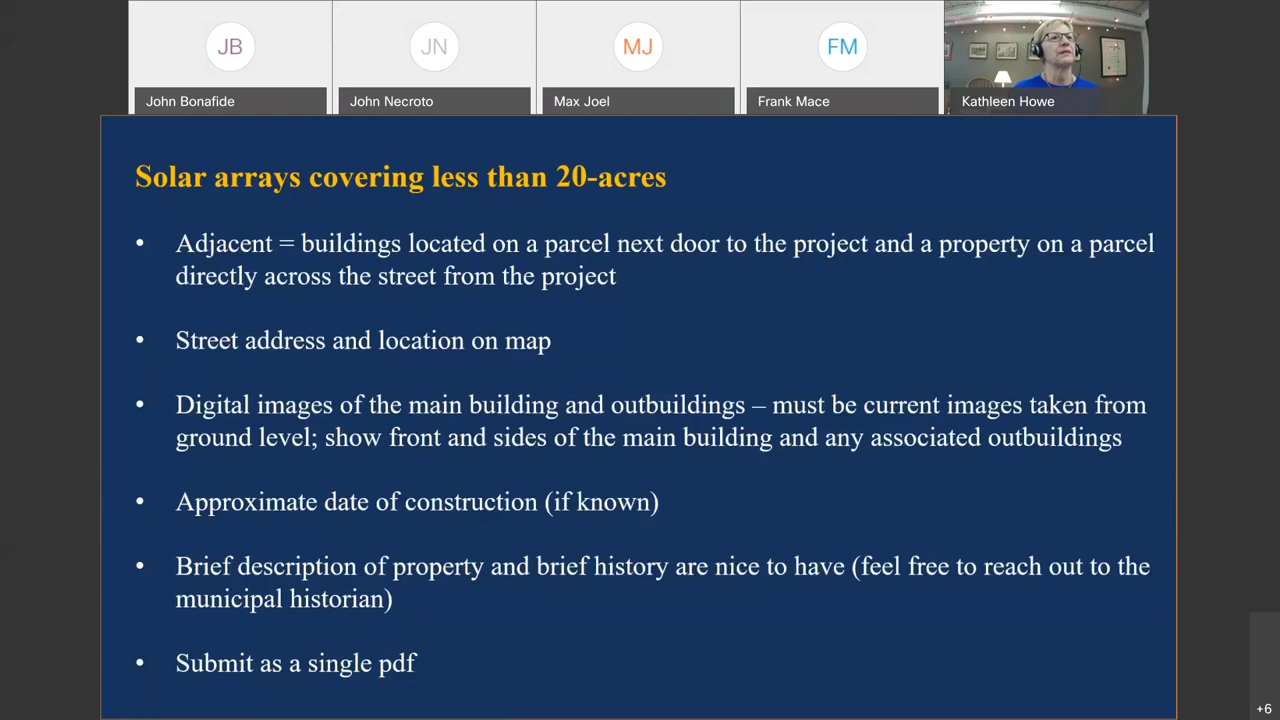 JB
JN
MJ
FM
John Bonafide
John Necroto
Max Joel
Frank Mace
Kathleen Howe
Solar arrays covering less than 20-acres
• Adjacent = buildings located on a parcel next door to the project and a property on a parcel
directly across the street from the project
• Street address and location on map
• Digital images of the main building and outbuildings – must be current images taken from
ground level; show front and sides of the main building and any associated outbuildings
• Approximate date of construction (if known)
• Brief description of property and brief history are nice to have (feel free to reach out to the
municipal historian)
• Submit as a single pdf
+6